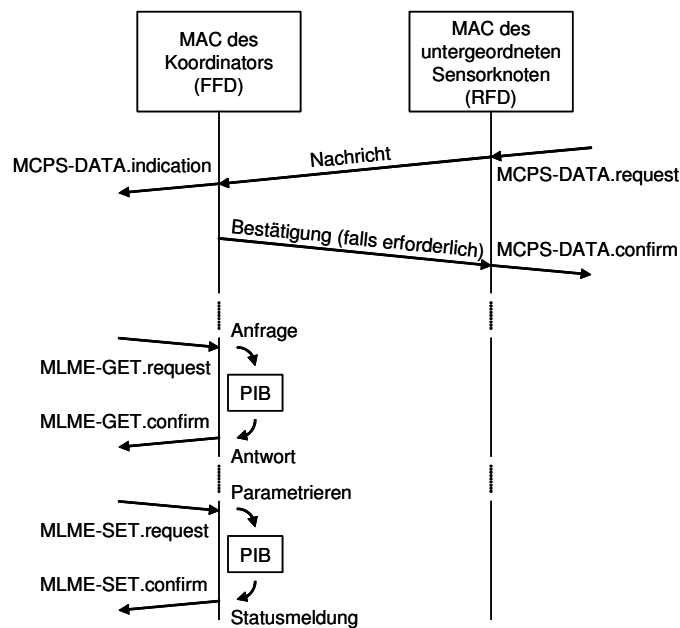 MAC des
Koordinators
(FFD)
MAC des
untergeordneten
Sensorknoten
(RFD)
MCPS-DATA.indication
Nachricht
MCPS-DATA.request
Bestätigung (falls erforderlich)
MCPS-DATA.confirm
Anfrage
MLME-GET.request
PIB
MLME-GET.confirm
Antwort
Parametrieren
MLME-SET.request
PIB
MLME-SET.confirm
Statusmeldung